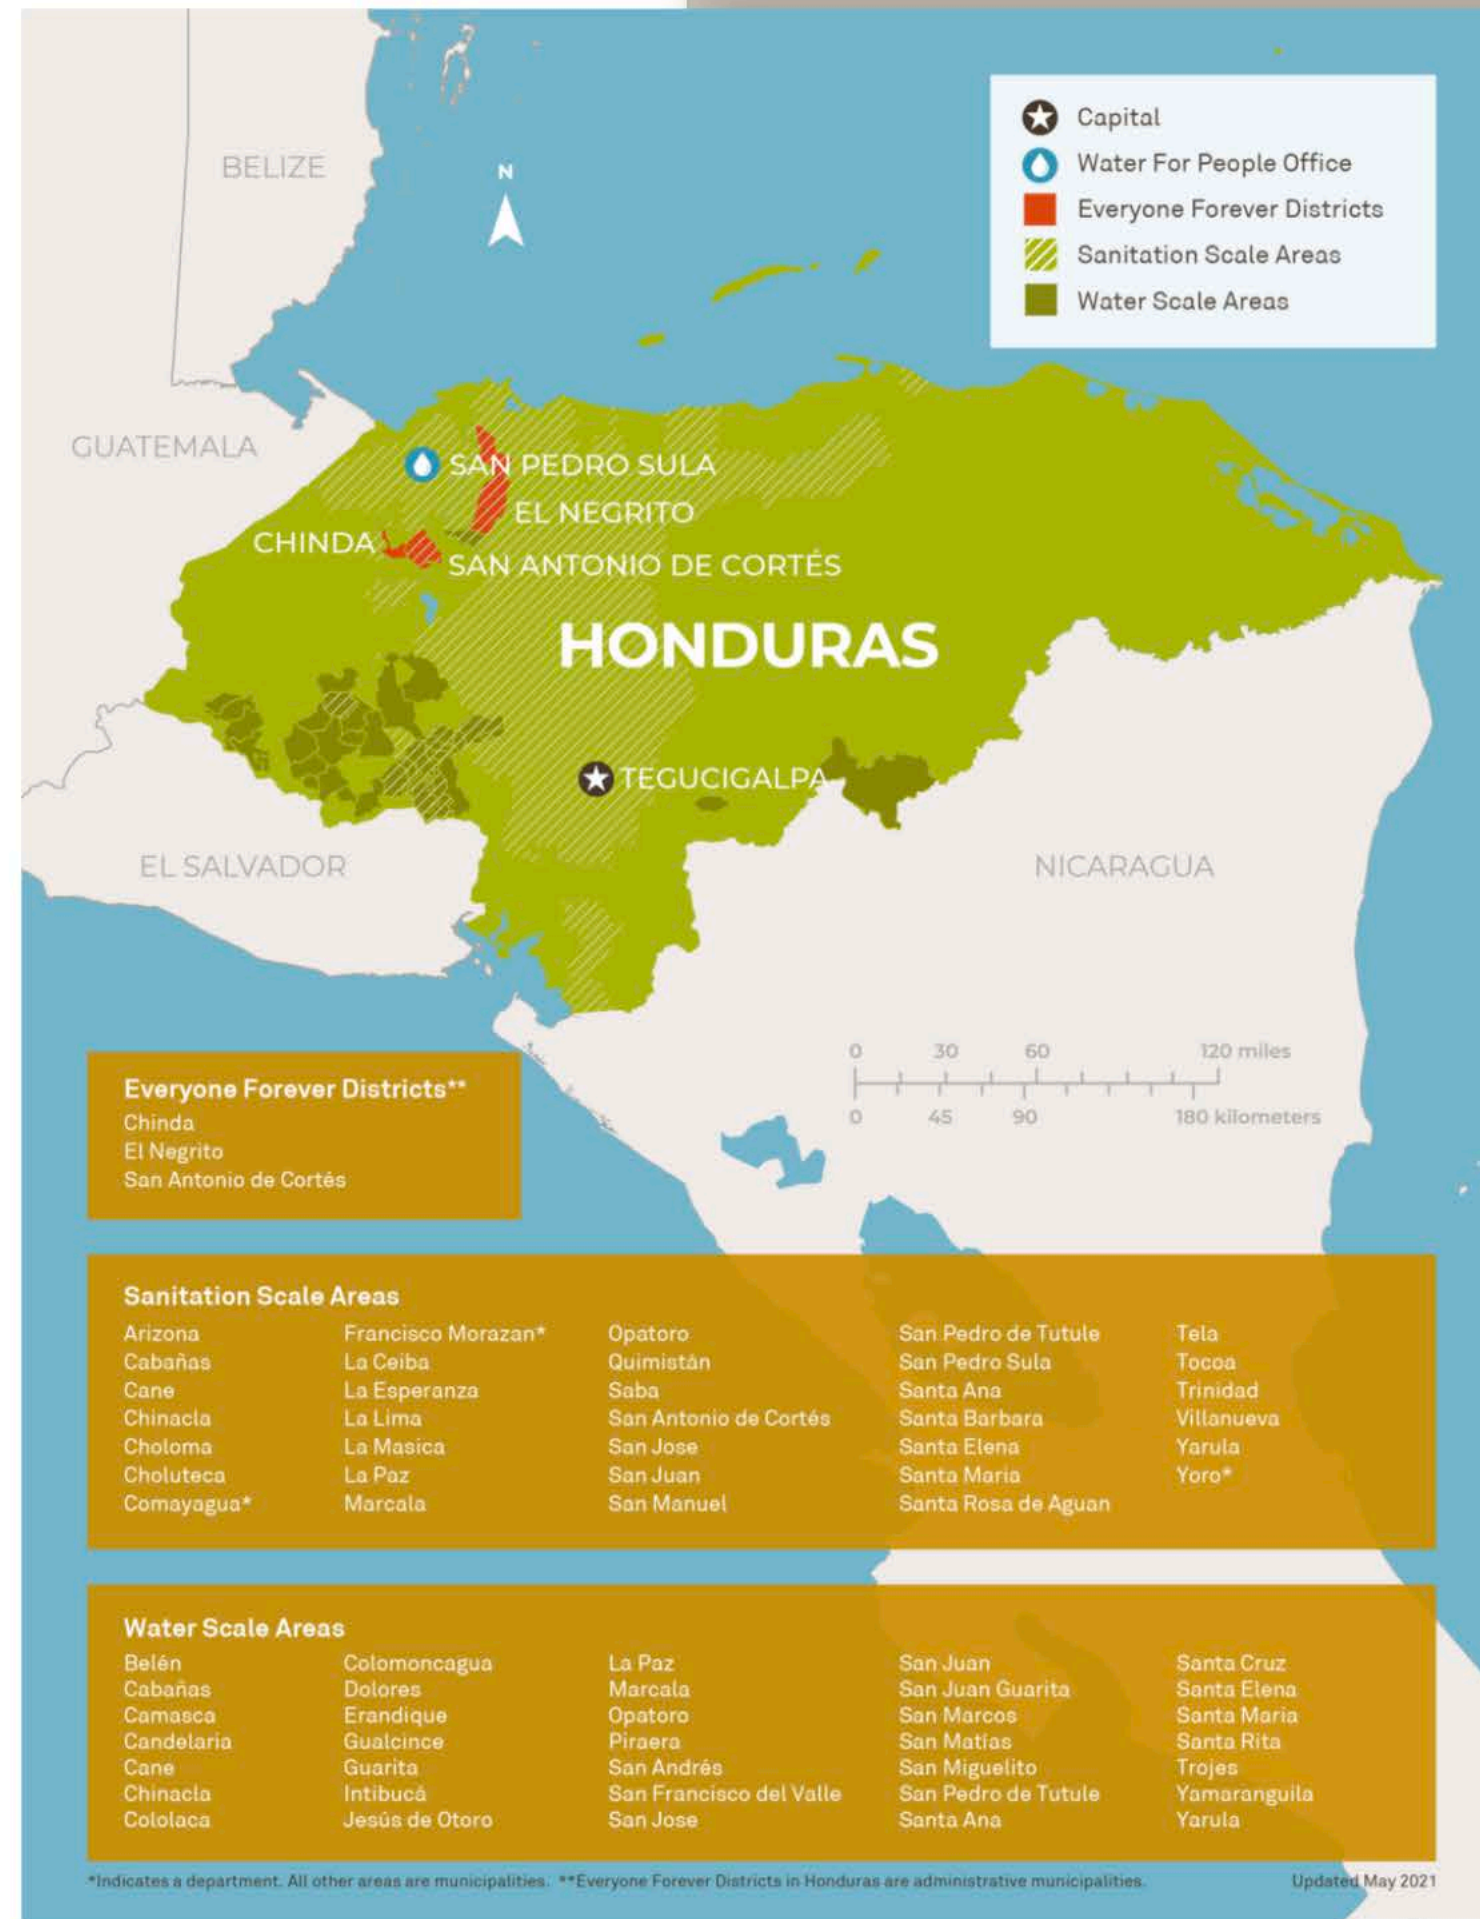 Capital
Water For People Office
Everyone Forever Districts
Sanitation Scale Areas
Water Scale Areas
BELIZE
N
GUATEMALA
SAN PEDRO SULA
EL NEGRITO
CHINDA
SAN ANTONIO DE CORTÉS
HONDURAS
TEGUCIGALPA
EL SALVADOR
NICARAGUA
0 30 60 120 miles
0 45 90 180 kilometers
Everyone Forever Districts**
Chinda
El Negrito
San Antonio de Cortés
Sanitation Scale Areas
Arizona
Cabañas
Cane
Chinacla
Choloma
Choluteca
Comayagua*
Francisco Morazan*
La Ceiba
La Esperanza
La Lima
La Masica
La Paz
Marcala
Opatoro
Quimistán
Saba
San Antonio de Cortés
San Jose
San Juan
San Manuel
San Pedro de Tutule
San Pedro Sula
Santa Ana
Santa Barbara
Santa Elena
Santa Maria
Santa Rosa de Aguan
Tela
Tocoa
Trinidad
Villanueva
Yarula
Yoro*
Water Scale Areas
Belén
Cabañas
Camasca
Candelaria
Cane
Chinacla
Cololaca
Colomoncagua
Dolores
Erandique
Gualcince
Guarita
Intibucá
Jesús de Otoro
La Paz
Marcala
Opatoro
Piraera
San Andrés
San Francisco del Valle
San Jose
San Juan
San Juan Guarita
San Marcos
San Matías
San Miguelito
San Pedro de Tutule
Santa Ana
Santa Cruz
Santa Elena
Santa Maria
Santa Rita
Trojes
Yamaranguila
Yarula
*Indicates a department. All other areas are municipalities. **Everyone Forever Districts in Honduras are administrative municipalities.
Updated May 2021